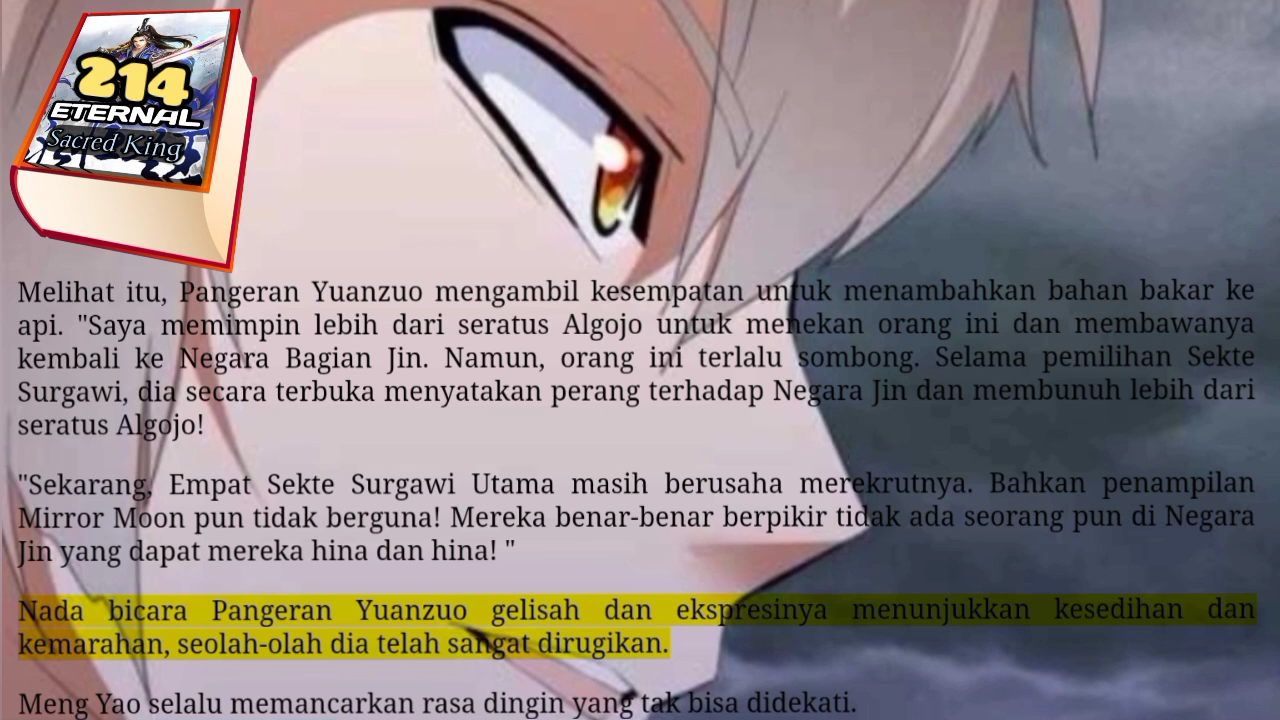 214
ETERNAL
Sacred King
Melihat itu, Pangeran Yuanzuo mengambil kesempatan untuk menambahkan bahan bakar ke
api. "Saya memimpin lebih dari seratus Algojo untuk menekan orang ini dan membawanya
kembali ke Negara Bagian Jin. Namun, orang ini terlalu sombong. Selama pemilihan Sekte
Surgawi, dia secara terbuka menyatakan perang terhadap Negara Jin dan membunuh lebih dari
seratus Algojo!
"Sekarang, Empat Sekte Surgawi Utama masih berusaha merekrutnya. Bahkan penampilan
Mirror Moon pun tidak berguna! Mereka benar-benar berpikir tidak ada seorang pun di Negara
Jin yang dapat mereka hina dan hina! "
Nada bicara Pangeran Yuanzuo gelisah dan ekspresinya menunjukkan kesedihan dan
kemarahan, seolah-olah dia telah sangat dirugikan.
Meng Yao selalu memancarkan rasa dingin yang tak bisa didekati.